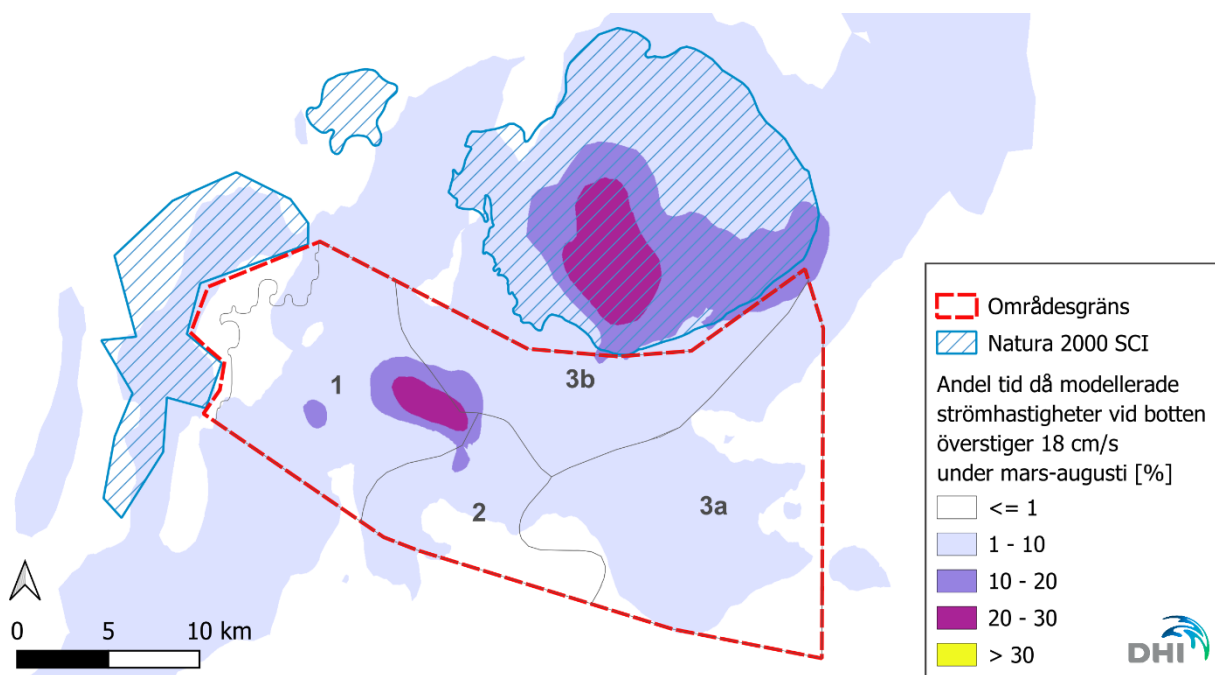 1
3b
2
3a
0 5 10 km
Områdesgräns
Natura 2000 SCI
Andel tid då modellerade
strömhastigheter vid botten
överstiger 18 cm/s
under mars-augusti [%]
<= 1
1 - 10
10 - 20
20 - 30
> 30
DHI